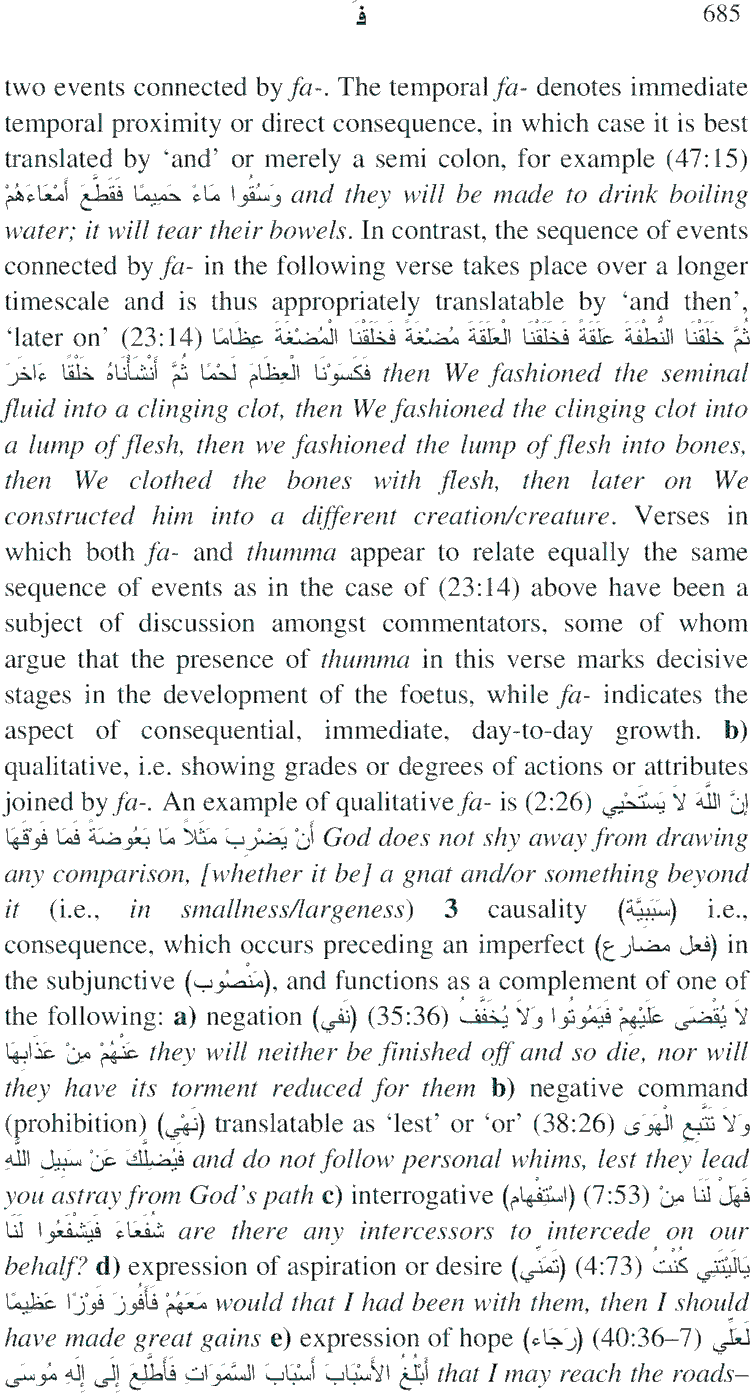 فَ 685
two events connected by fa-. The temporal fa- denotes immediate
temporal proximity or direct consequence, in which case it is best
translated by ‘and’ or merely a semi colon, for example (47:15)
وَسُقُوا مَاءً حَمِيمًا فَقَطَّعَ أَمْعَاءَهُمْ and they will be made to drink boiling
water; it will tear their bowels. In contrast, the sequence of events
connected by fa- in the following verse takes place over a longer
timescale and is thus appropriately translatable by ‘and then’,
‘later on’ (23:14) ثُمَّ خَلَقْنَا النُّطْفَةَ عَلَقَةً فَخَلَقْنَا الْعَلَقَةَ مُضْغَةً فَخَلَقْنَا الْمُضْغَةَ عِظَامًا
فَكَسَوْنَا الْعِظَامَ لَحْمًا ثُمَّ أَنْشَأْنَاهُ خَلْقًا ءَاخَرَ then We fashioned the seminal
fluid into a clinging clot, then We fashioned the clinging clot into
a lump of flesh, then we fashioned the lump of flesh into bones,
then We clothed the bones with flesh, then later on We
constructed him into a different creation/creature. Verses in
which both fa- and thumma appear to relate equally the same
sequence of events as in the case of (23:14) above have been a
subject of discussion amongst commentators, some of whom
argue that the presence of thumma in this verse marks decisive
stages in the development of the foetus, while fa- indicates the
aspect of consequential, immediate, day-to-day growth. b)
qualitative, i.e. showing grades or degrees of actions or attributes
joined by fa-. An example of qualitative fa- is (2:26) إِنَّ اللَّهَ لاَ يَسْتَحْيِي
أَنْ يَضْرِبَ مَثَلاً مَا بَعُوضَةً فَمَا فَوْقَهَا God does not shy away from drawing
any comparison, [whether it be] a gnat and/or something beyond
it (i.e., in smallness/largeness) 3 causality (سَبَبِيَّة) i.e.,
consequence, which occurs preceding an imperfect (فعل مضارع) in
the subjunctive (مَنْصُوب), and functions as a complement of one of
the following: a) negation (نَفي) (35:36) لاَ يُقْضَى عَلَيْهِمْ فَيَمُوتُوا وَلاَ يُخَفَّفُ
عَنْهُمْ مِنْ عَذَابِهَا they will neither be finished off and so die, nor will
they have its torment reduced for them b) negative command
(prohibition) (نَهْي) translatable as ‘lest’ or ‘or’ (38:26) وَلاَ تَتَّبِعِ الْهَوَى
فَيُضِلَّكَ عَنْ سَبِيلِ اللَّهِ and do not follow personal whims, lest they lead
you astray from God’s path c) interrogative (اسْتِفْهام) (7:53) فَهَلْ لَنَا مِنْ
شُفَعَاءَ فَيَشْفَعُوا لَنَا are there any intercessors to intercede on our
behalf? d) expression of aspiration or desire (تَمَنِّي) (4:73) يَالَيْتَنِي كُنْتُ
مَعَهُمْ فَأَفُوزَ فَوْزًا عَظِيمًا would that I had been with them, then I should
have made great gains e) expression of hope (رَجَاء) (40:36–7) لَعَلِّي
أَبْلُغُ الأَسْبَابَ أَسْبَابَ السَّمَوَاتِ فَأَطَّلِعَ إِلَى إِلَهِ مُوسَى that I may reach the roads–